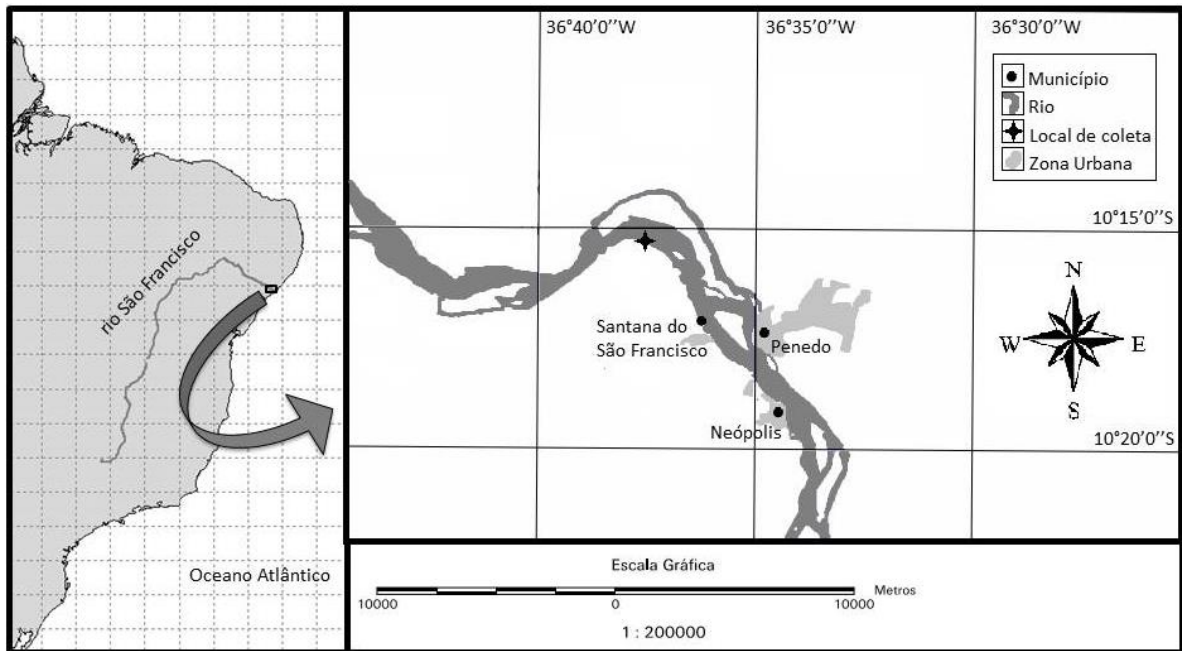 rio São Francisco
Oceano Atlântico
36°40'0''W
36°35'0''W
36°30'0''W
Município
Rio
Local de coleta
Zona Urbana
10°15'0''S
Santana do
São Francisco
Penedo
Neópolis
10°20'0''S
N
W
E
S
Escala Gráfica
10000
0
10000
Metros
1 : 200000